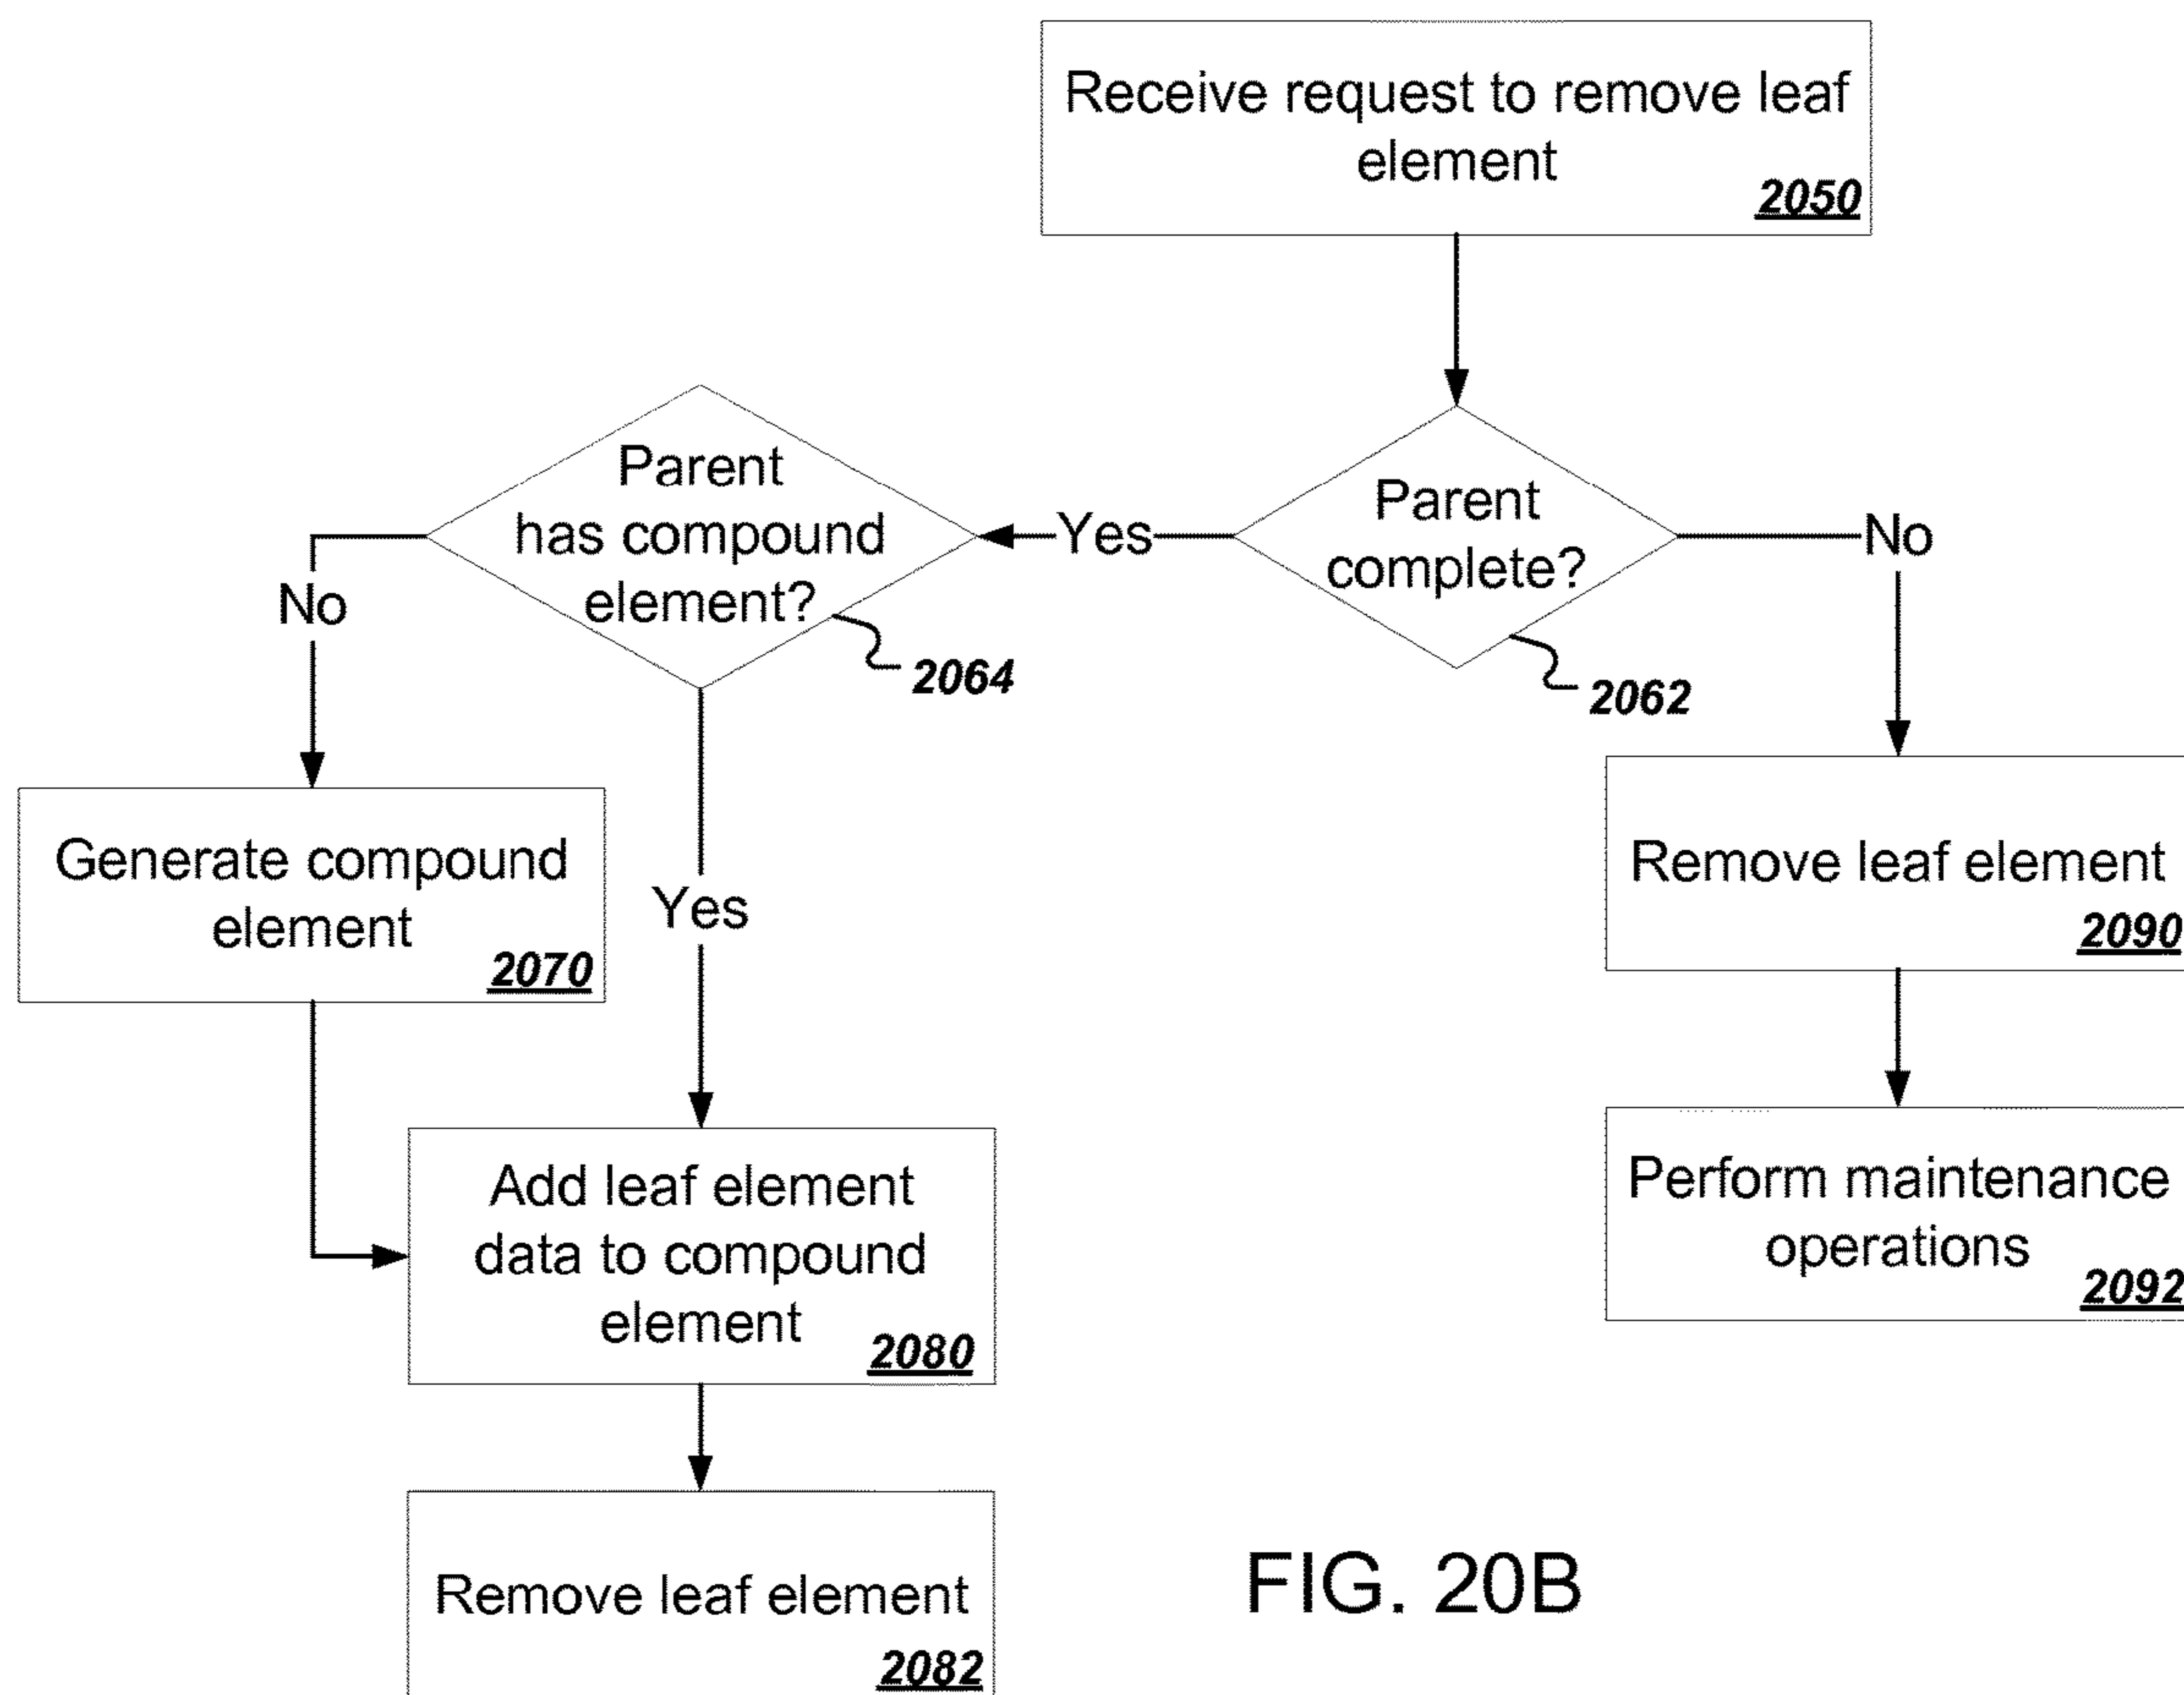 Receive request to remove leaf
element
2050
Parent
complete?
2062
Yes
No
Parent
has compound
element?
2064
No
Yes
Generate compound
element
2070
Add leaf element
data to compound
element
2080
Remove leaf element
2082
Remove leaf element
2090
Perform maintenance
operations
2092
FIG. 20B